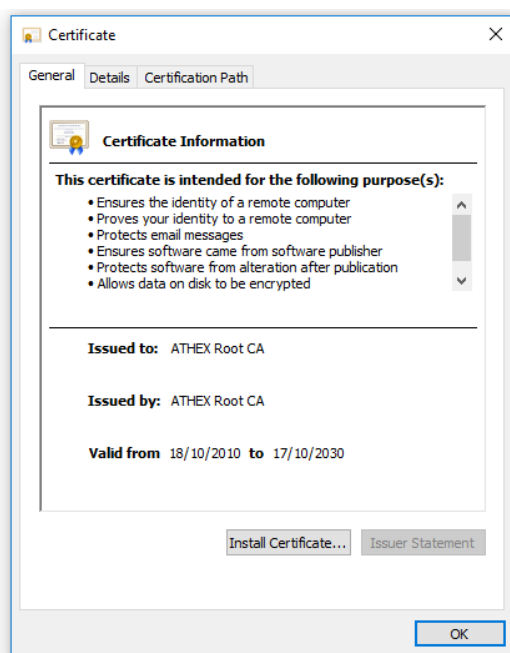 Certificate
General Details Certification Path
Certificate Information
This certificate is intended for the following purpose(s):
• Ensures the identity of a remote computer
• Proves your identity to a remote computer
• Protects email messages
• Ensures software came from software publisher
• Protects software from alteration after publication
• Allows data on disk to be encrypted
Issued to: ATHEX Root CA
Issued by: ATHEX Root CA
Valid from 18/10/2010 to 17/10/2030
Install Certificate... Issuer Statement
OK